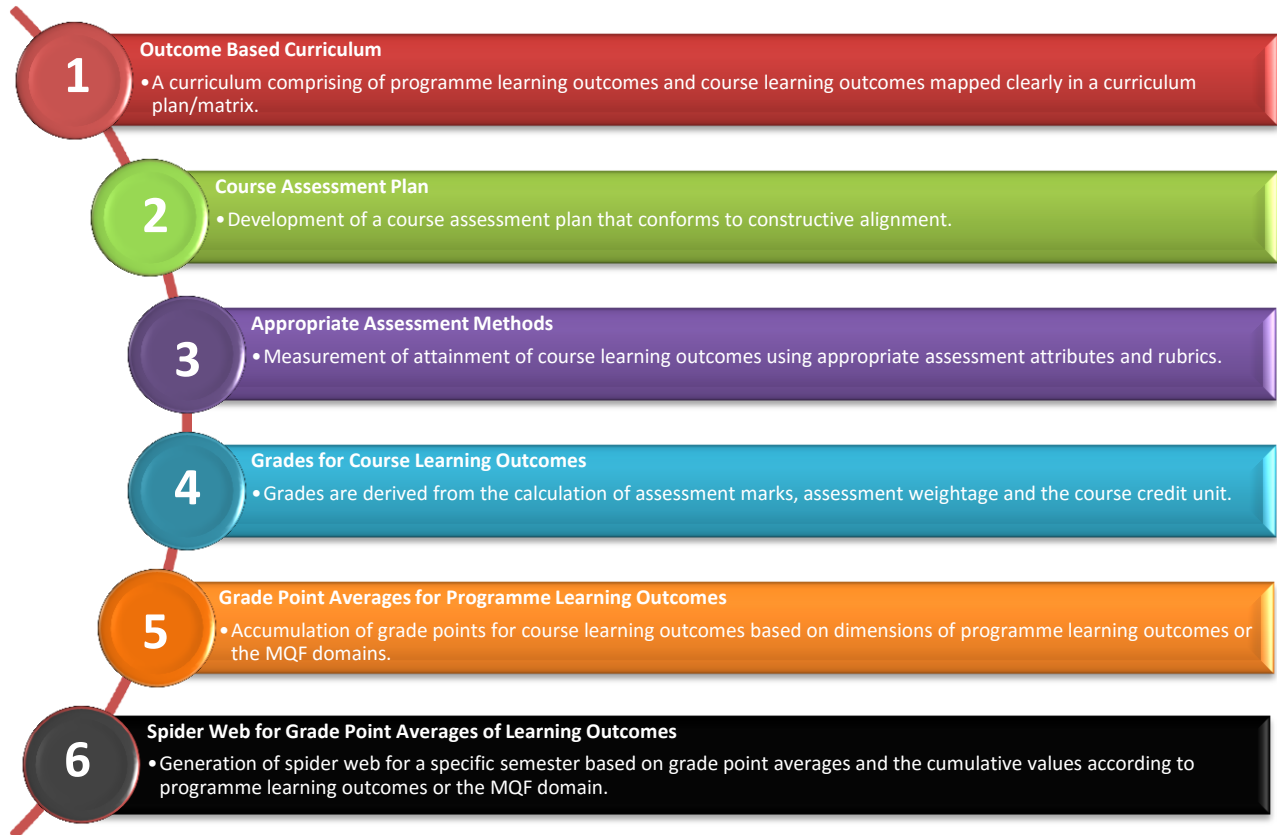 1
Outcome Based Curriculum
•A curriculum comprising of programme learning outcomes and course learning outcomes mapped clearly in a curriculum
plan/matrix.
2
Course Assessment Plan
•Development of a course assessment plan that conforms to constructive alignment.
3
Appropriate Assessment Methods
•Measurement of attainment of course learning outcomes using appropriate assessment attributes and rubrics.
4
Grades for Course Learning Outcomes
•Grades are derived from the calculation of assessment marks, assessment weightage and the course credit unit.
5
Grade Point Averages for Programme Learning Outcomes
•Accumulation of grade points for course learning outcomes based on dimensions of programme learning outcomes or
the MQF domains.
6
Spider Web for Grade Point Averages of Learning Outcomes
•Generation of spider web for a specific semester based on grade point averages and the cumulative values according to
programme learning outcomes or the MQF domain.